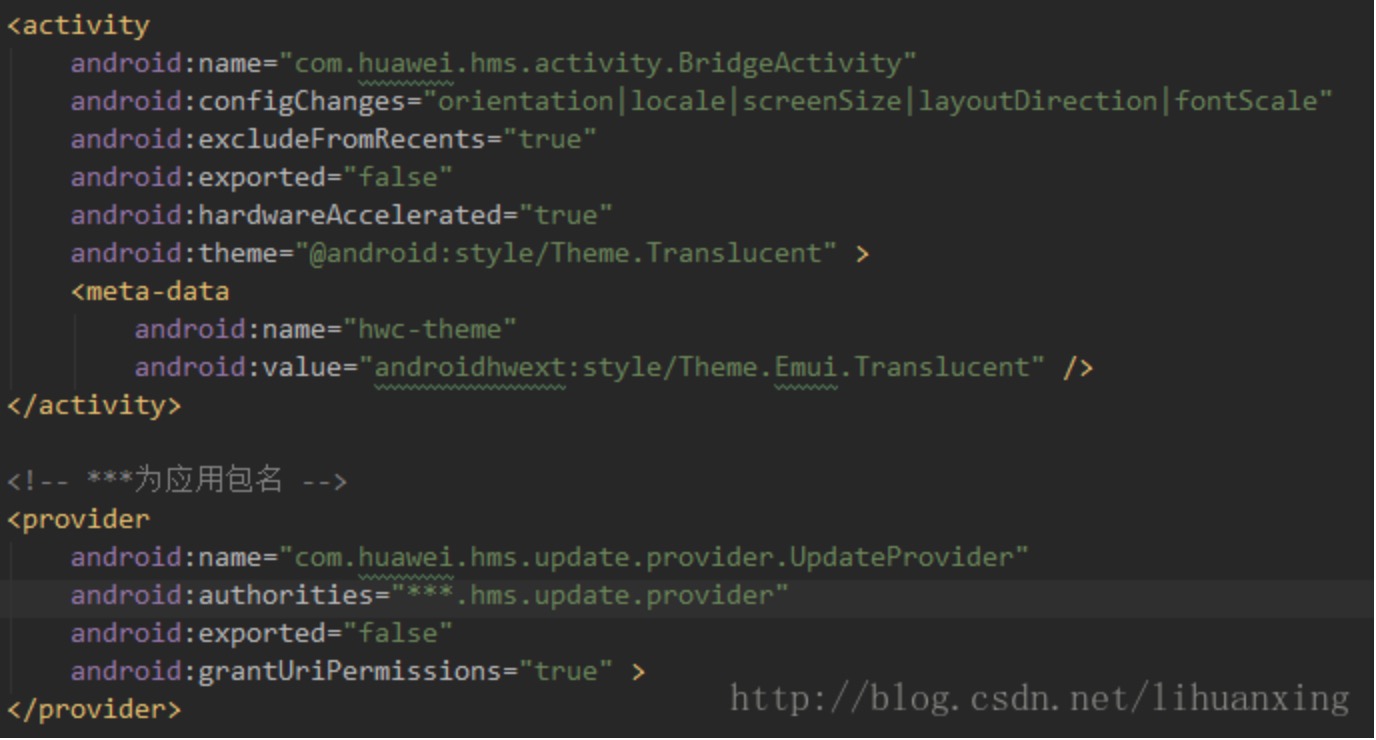 <activity
android:name="com.huawei.hms.activity.BridgeActivity"
android:configChanges="orientation|locale|screenSize|layoutDirection|fontScale"
android:excludeFromRecents="true"
android:exported="false"
android:hardwareAccelerated="true"
android:theme="@android:style/Theme.Translucent" >
<meta-data
android:name="hwc-theme"
android:value="androidhwext:style/Theme.Emui.Translucent" />
</activity>
<!-- ***为应用包名 -->
<provider
android:name="com.huawei.hms.update.provider.UpdateProvider"
android:authorities="***.hms.update.provider"
android:exported="false"
android:grantUriPermissions="true" >
</provider>
http://blog.csdn.net/lihuanxing